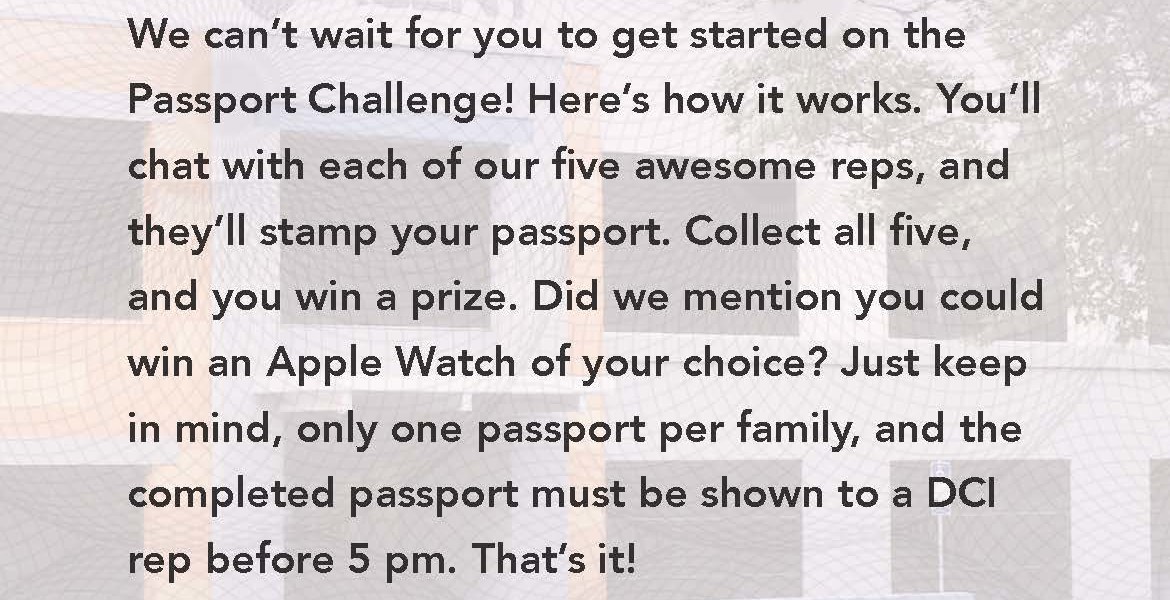 We can’t wait for you to get started on the
Passport Challenge! Here’s how it works. You’ll
chat with each of our five awesome reps, and
they’ll stamp your passport. Collect all five,
and you win a prize. Did we mention you could
win an Apple Watch of your choice? Just keep
in mind, only one passport per family, and the
completed passport must be shown to a DCI
rep before 5 pm. That’s it!